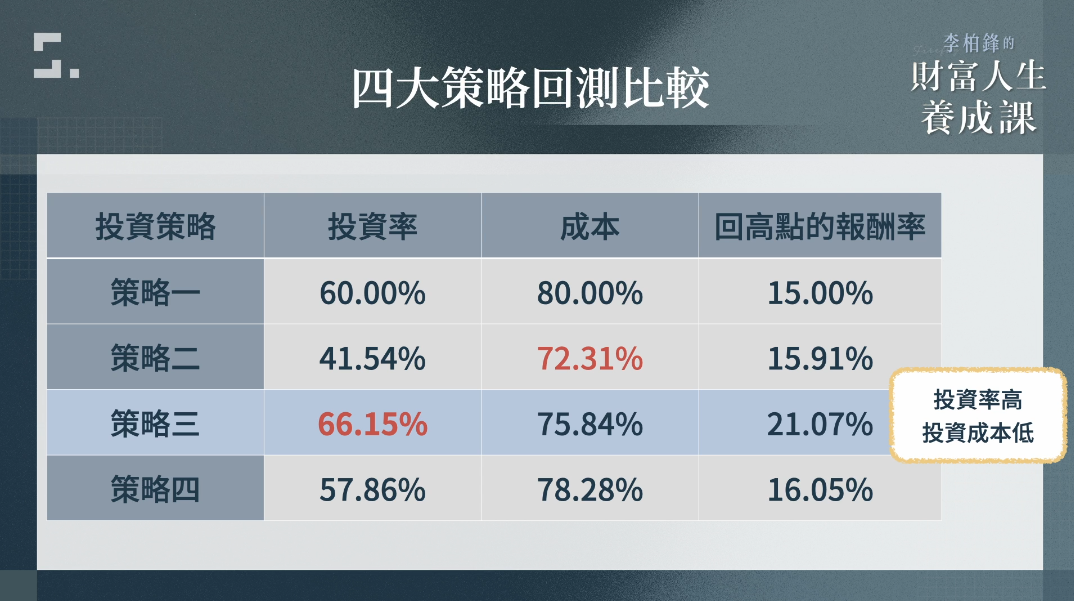 四大策略回測比較
李柏鋒的
財富人生
養成課
投資策略 投資率 成本 回高點的報酬率
策略一 60.00% 80.00% 15.00%
策略二 41.54% 72.31% 15.91%
策略三 66.15% 75.84% 21.07%
策略四 57.86% 78.28% 16.05%
投資率高
投資成本低